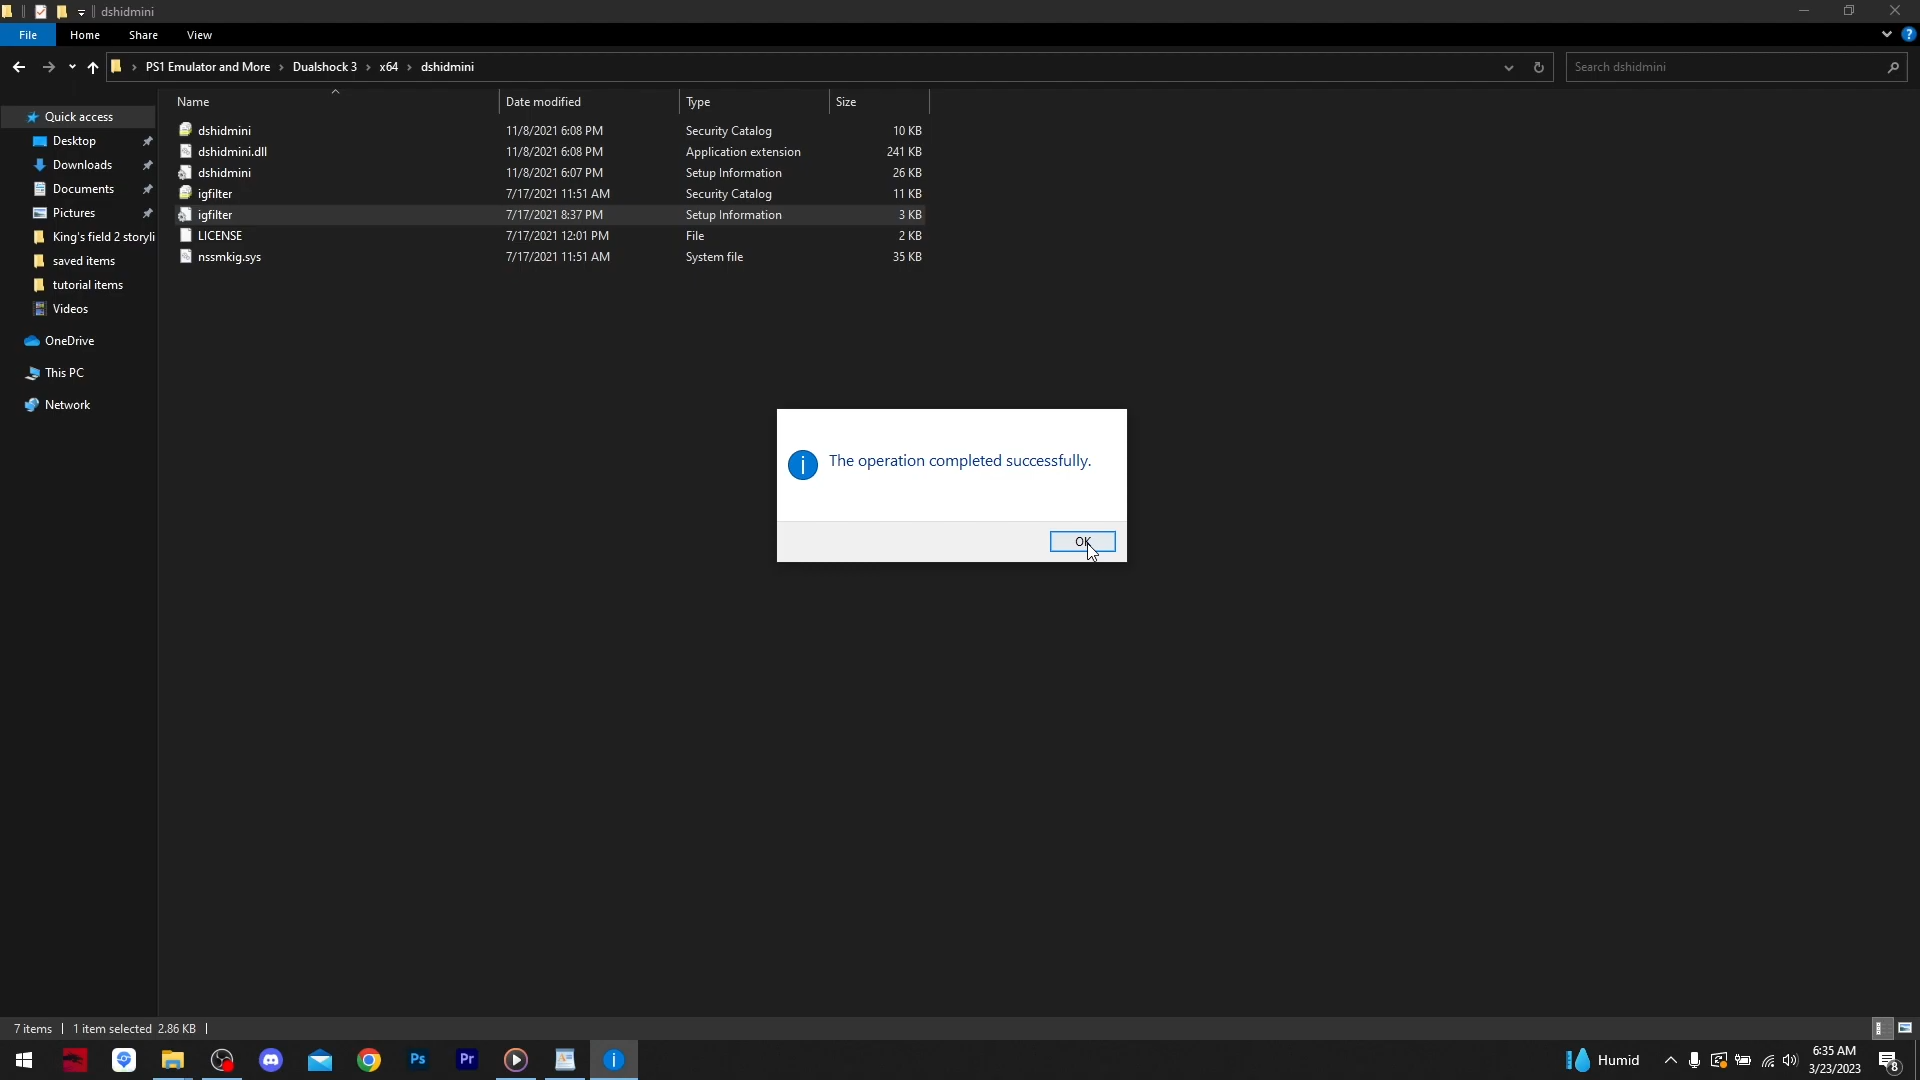 dshidmini
File Home Share View
PS1 Emulator and More Dualshock 3 x64 dshidmini
Search dshidmini
Name Date modified Type Size
Quick access
Desktop
Downloads
Documents
Pictures
King's field 2 storyli
saved items
tutorial items
Videos
OneDrive
This PC
Network
dshidmini 11/8/2021 6:08 PM Security Catalog 10 KB
dshidmini.dll 11/8/2021 6:08 PM Application extension 241 KB
dshidmini 11/8/2021 6:07 PM Setup Information 26 KB
igfilter 7/17/2021 11:51 AM Security Catalog 11 KB
igfilter 7/17/2021 8:37 PM Setup Information 3 KB
LICENSE 7/17/2021 12:01 PM File 2 KB
nssmkig.sys 7/17/2021 11:51 AM System file 35 KB
The operation completed successfully.
OK
7 items 1 item selected 2.86 KB
Ps Pr Humid 6:35 AM
3/23/2023 8